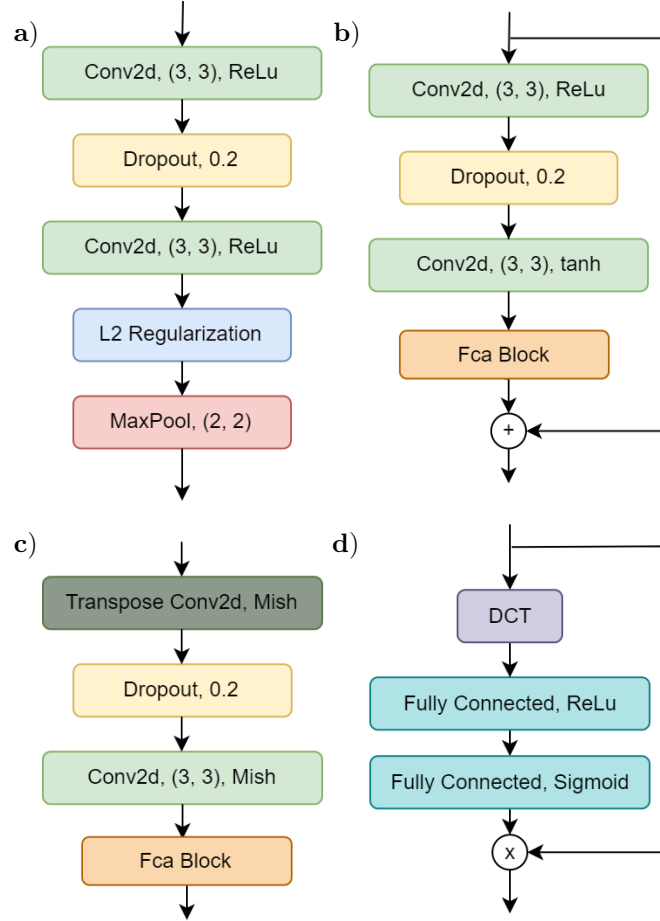 a)
Conv2d, (3, 3), ReLu
Dropout, 0.2
Conv2d, (3, 3), ReLu
L2 Regularization
MaxPool, (2, 2)
b)
Conv2d, (3, 3), ReLu
Dropout, 0.2
Conv2d, (3, 3), tanh
Fca Block
+
c)
Transpose Conv2d, Mish
Dropout, 0.2
Conv2d, (3, 3), Mish
Fca Block
d)
DCT
Fully Connected, ReLu
Fully Connected, Sigmoid
x